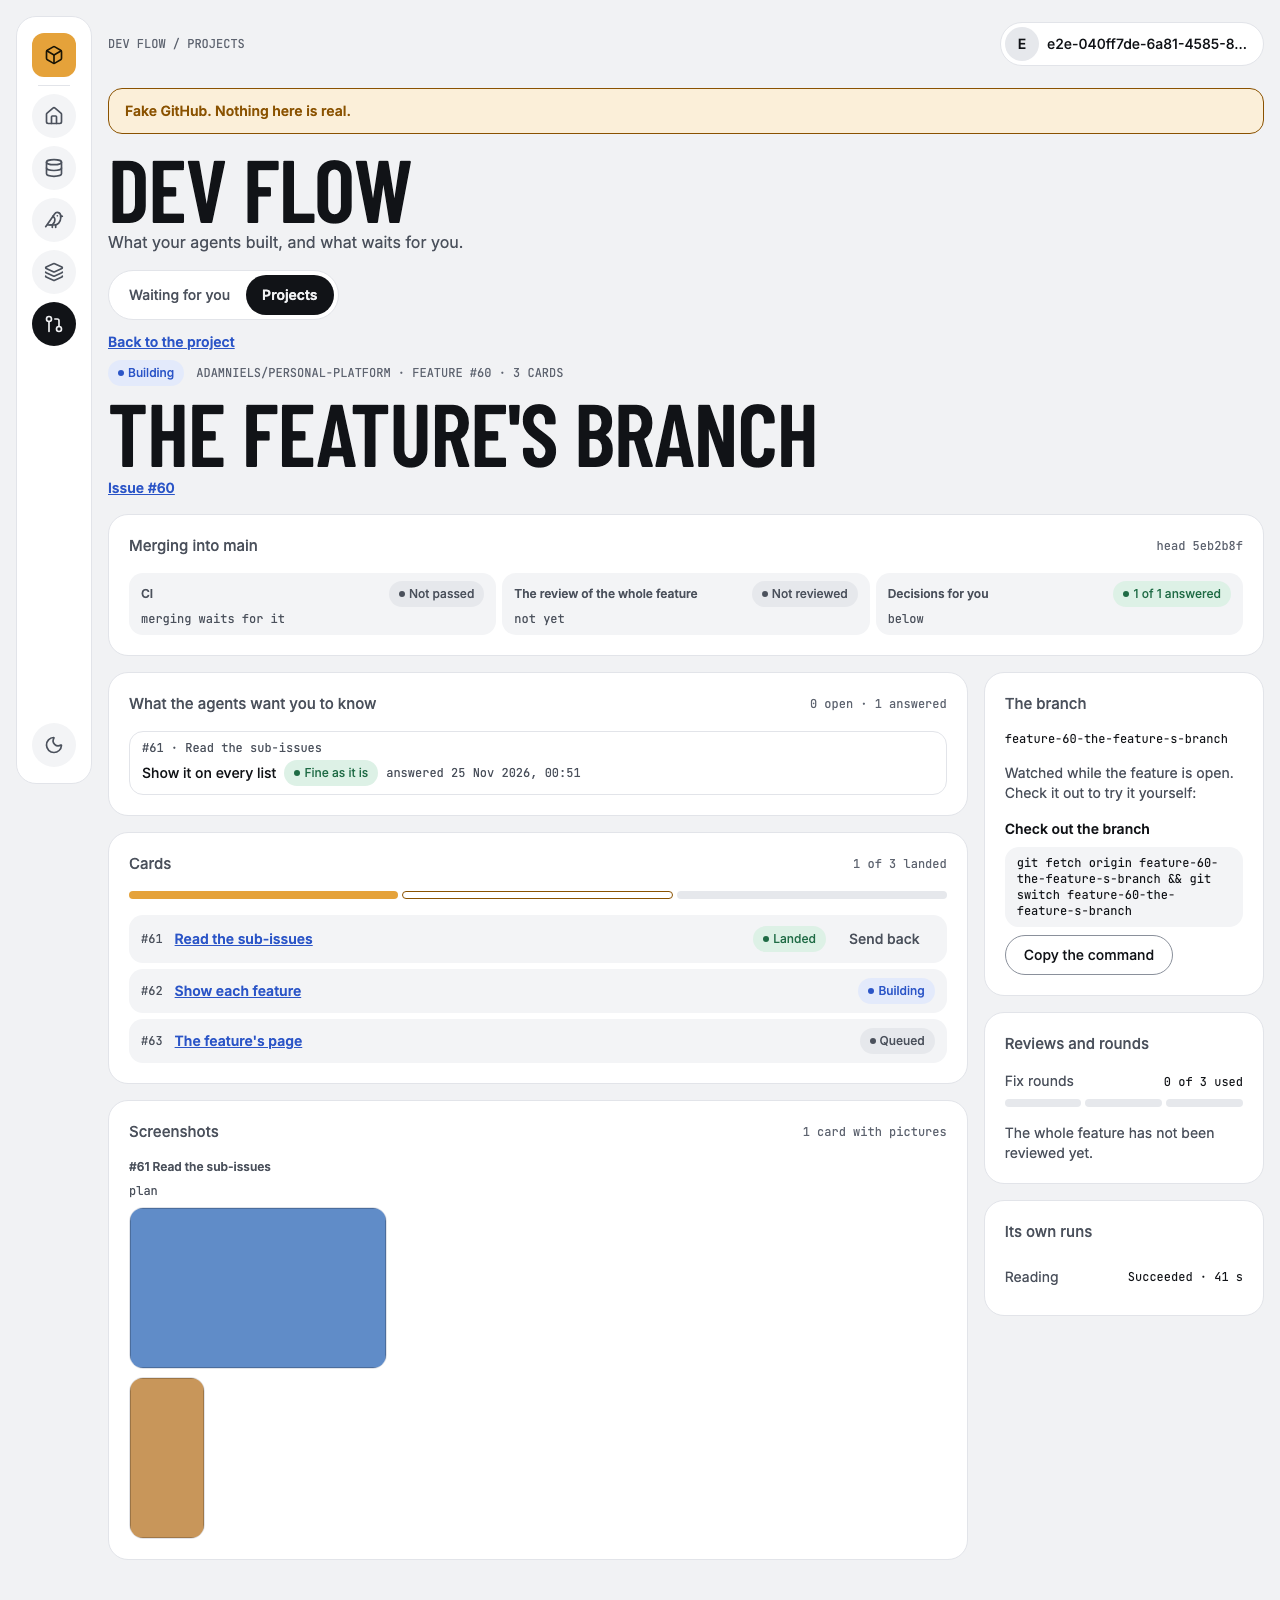 DEV FLOW / PROJECTS
E
e2e-040ff7de-6a81-4585-8...
Fake GitHub. Nothing here is real.
DEV FLOW
What your agents built, and what waits for you.
Waiting for you
Projects
Back to the project
Building
ADAMNIELS/PERSONAL-PLATFORM · FEATURE #60 · 3 CARDS
THE FEATURE'S BRANCH
Issue #60
Merging into main
head 5eb2b8f
CI
Not passed
merging waits for it
The review of the whole feature
Not reviewed
not yet
Decisions for you
1 of 1 answered
below
What the agents want you to know
0 open · 1 answered
#61 · Read the sub-issues
Show it on every list
Fine as it is
answered 25 Nov 2026, 00:51
Cards
1 of 3 landed
#61
Read the sub-issues
Landed
Send back
#62
Show each feature
Building
#63
The feature's page
Queued
Screenshots
1 card with pictures
#61 Read the sub-issues
plan
The branch
feature-60-the-feature-s-branch
Watched while the feature is open.
Check it out to try it yourself:
Check out the branch
git fetch origin feature-60-
the-feature-s-branch && git
switch feature-60-the-
feature-s-branch
Copy the command
Reviews and rounds
Fix rounds
0 of 3 used
The whole feature has not been
reviewed yet.
Its own runs
Reading
Succeeded · 41 s